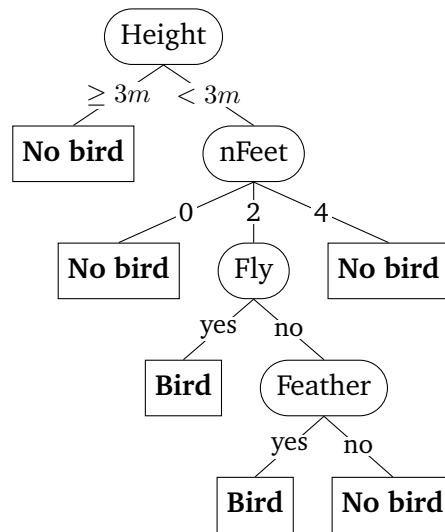 Height
≥ 3m < 3m
No bird nFeet
0 2 4
No bird Fly No bird
yes no
Bird Feather
yes no
Bird No bird